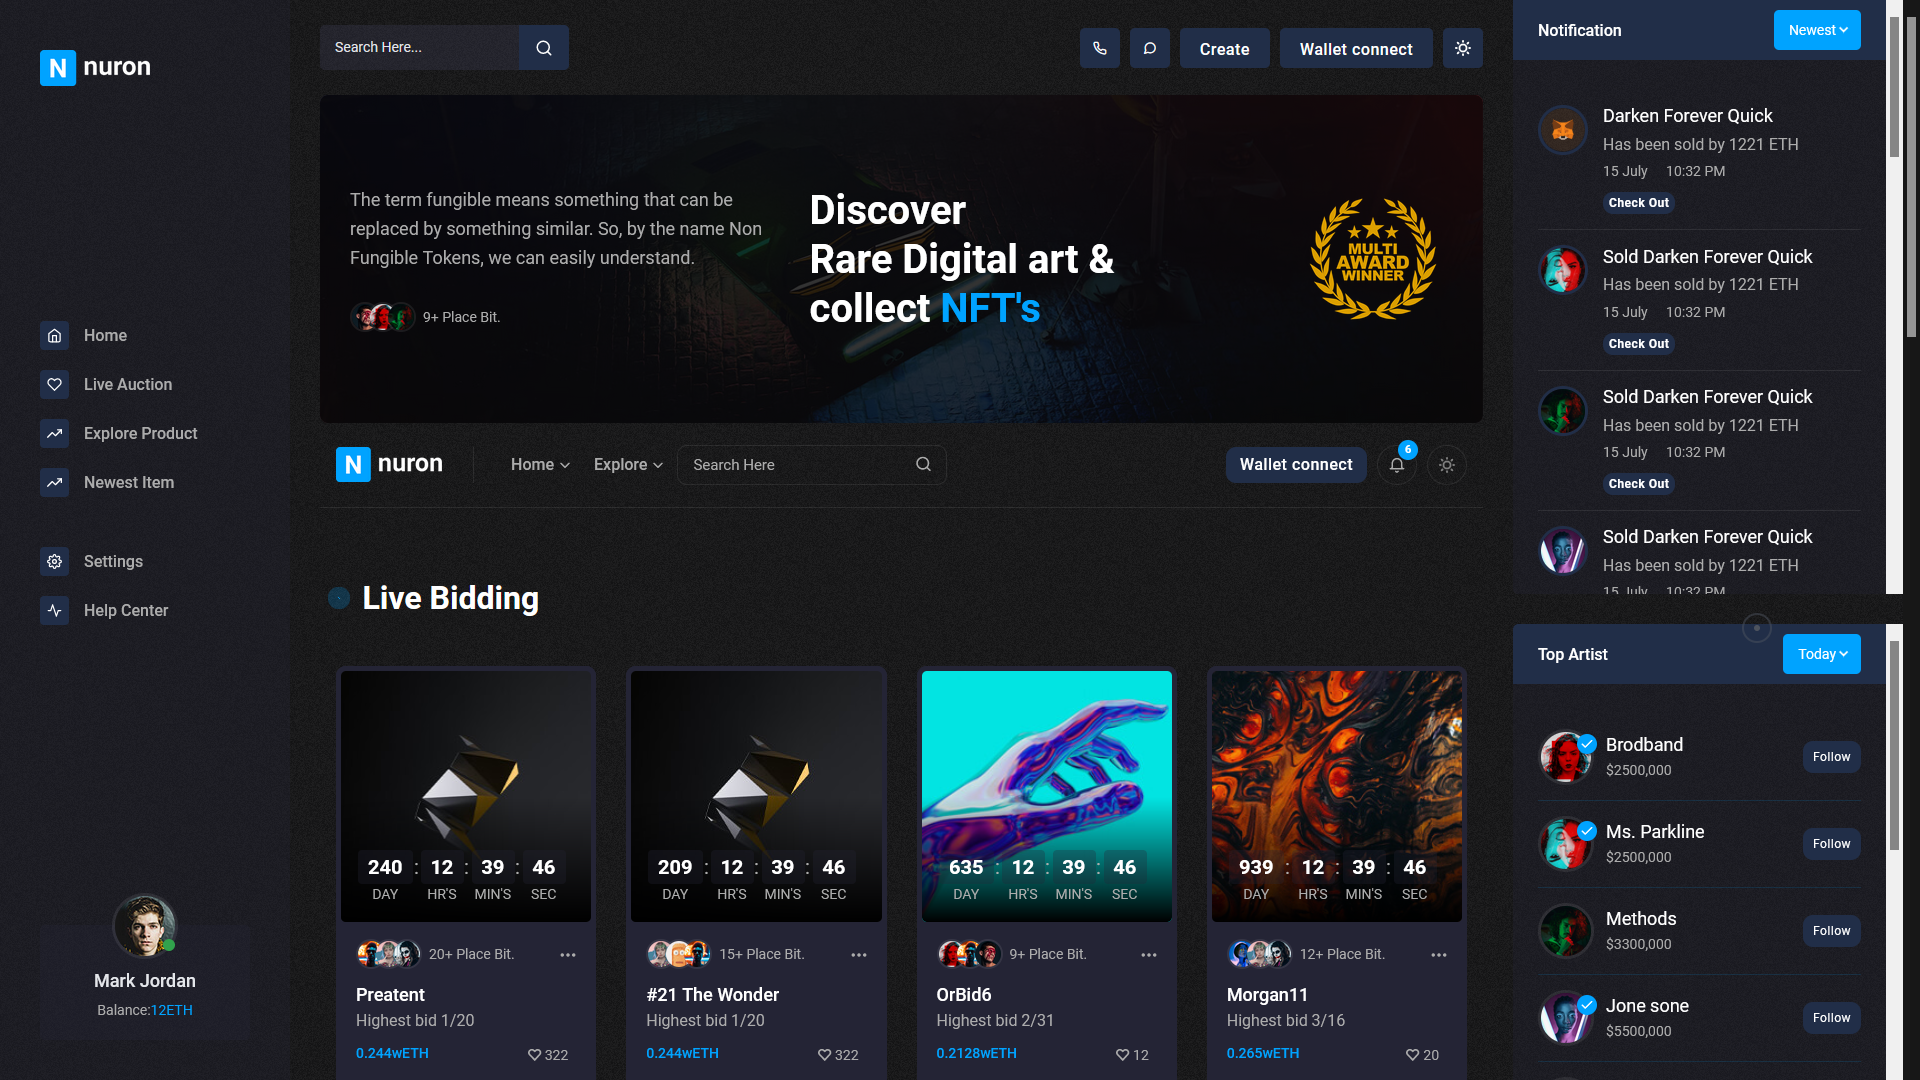 nuron
Home
Live Auction
Explore Product
Newest Item
Settings
Help Center
Mark Jordan
Balance:12ETH
Search Here...
Create
Wallet connect
The term fungible means something that can be
replaced by something similar. So, by the name Non
Fungible Tokens, we can easily understand.
9+ Place Bit.
Discover
Rare Digital art &
collect NFT's
MULTI
AWARD
WINNER
nuron
Home
Explore
Search Here
Wallet connect
6
Live Bidding
240 : 12 : 39 : 46
DAY HR'S MIN'S SEC
20+ Place Bit.
Preatent
Highest bid 1/20
0.244wETH
322
209 : 12 : 39 : 46
DAY HR'S MIN'S SEC
15+ Place Bit.
#21 The Wonder
Highest bid 1/20
0.244wETH
322
635 : 12 : 39 : 46
DAY HR'S MIN'S SEC
9+ Place Bit.
OrBid6
Highest bid 2/31
0.2128wETH
12
939 : 12 : 39 : 46
DAY HR'S MIN'S SEC
12+ Place Bit.
Morgan11
Highest bid 3/16
0.265wETH
20
Notification
Newest
Darken Forever Quick
Has been sold by 1221 ETH
15 July 10:32 PM
Check Out
Sold Darken Forever Quick
Has been sold by 1221 ETH
15 July 10:32 PM
Check Out
Sold Darken Forever Quick
Has been sold by 1221 ETH
15 July 10:32 PM
Check Out
Sold Darken Forever Quick
Has been sold by 1221 ETH
15 July 10:32 PM
Top Artist
Today
Brodband
$2500,000
Follow
Ms. Parkline
$2500,000
Follow
Methods
$3300,000
Follow
Jone sone
$5500,000
Follow